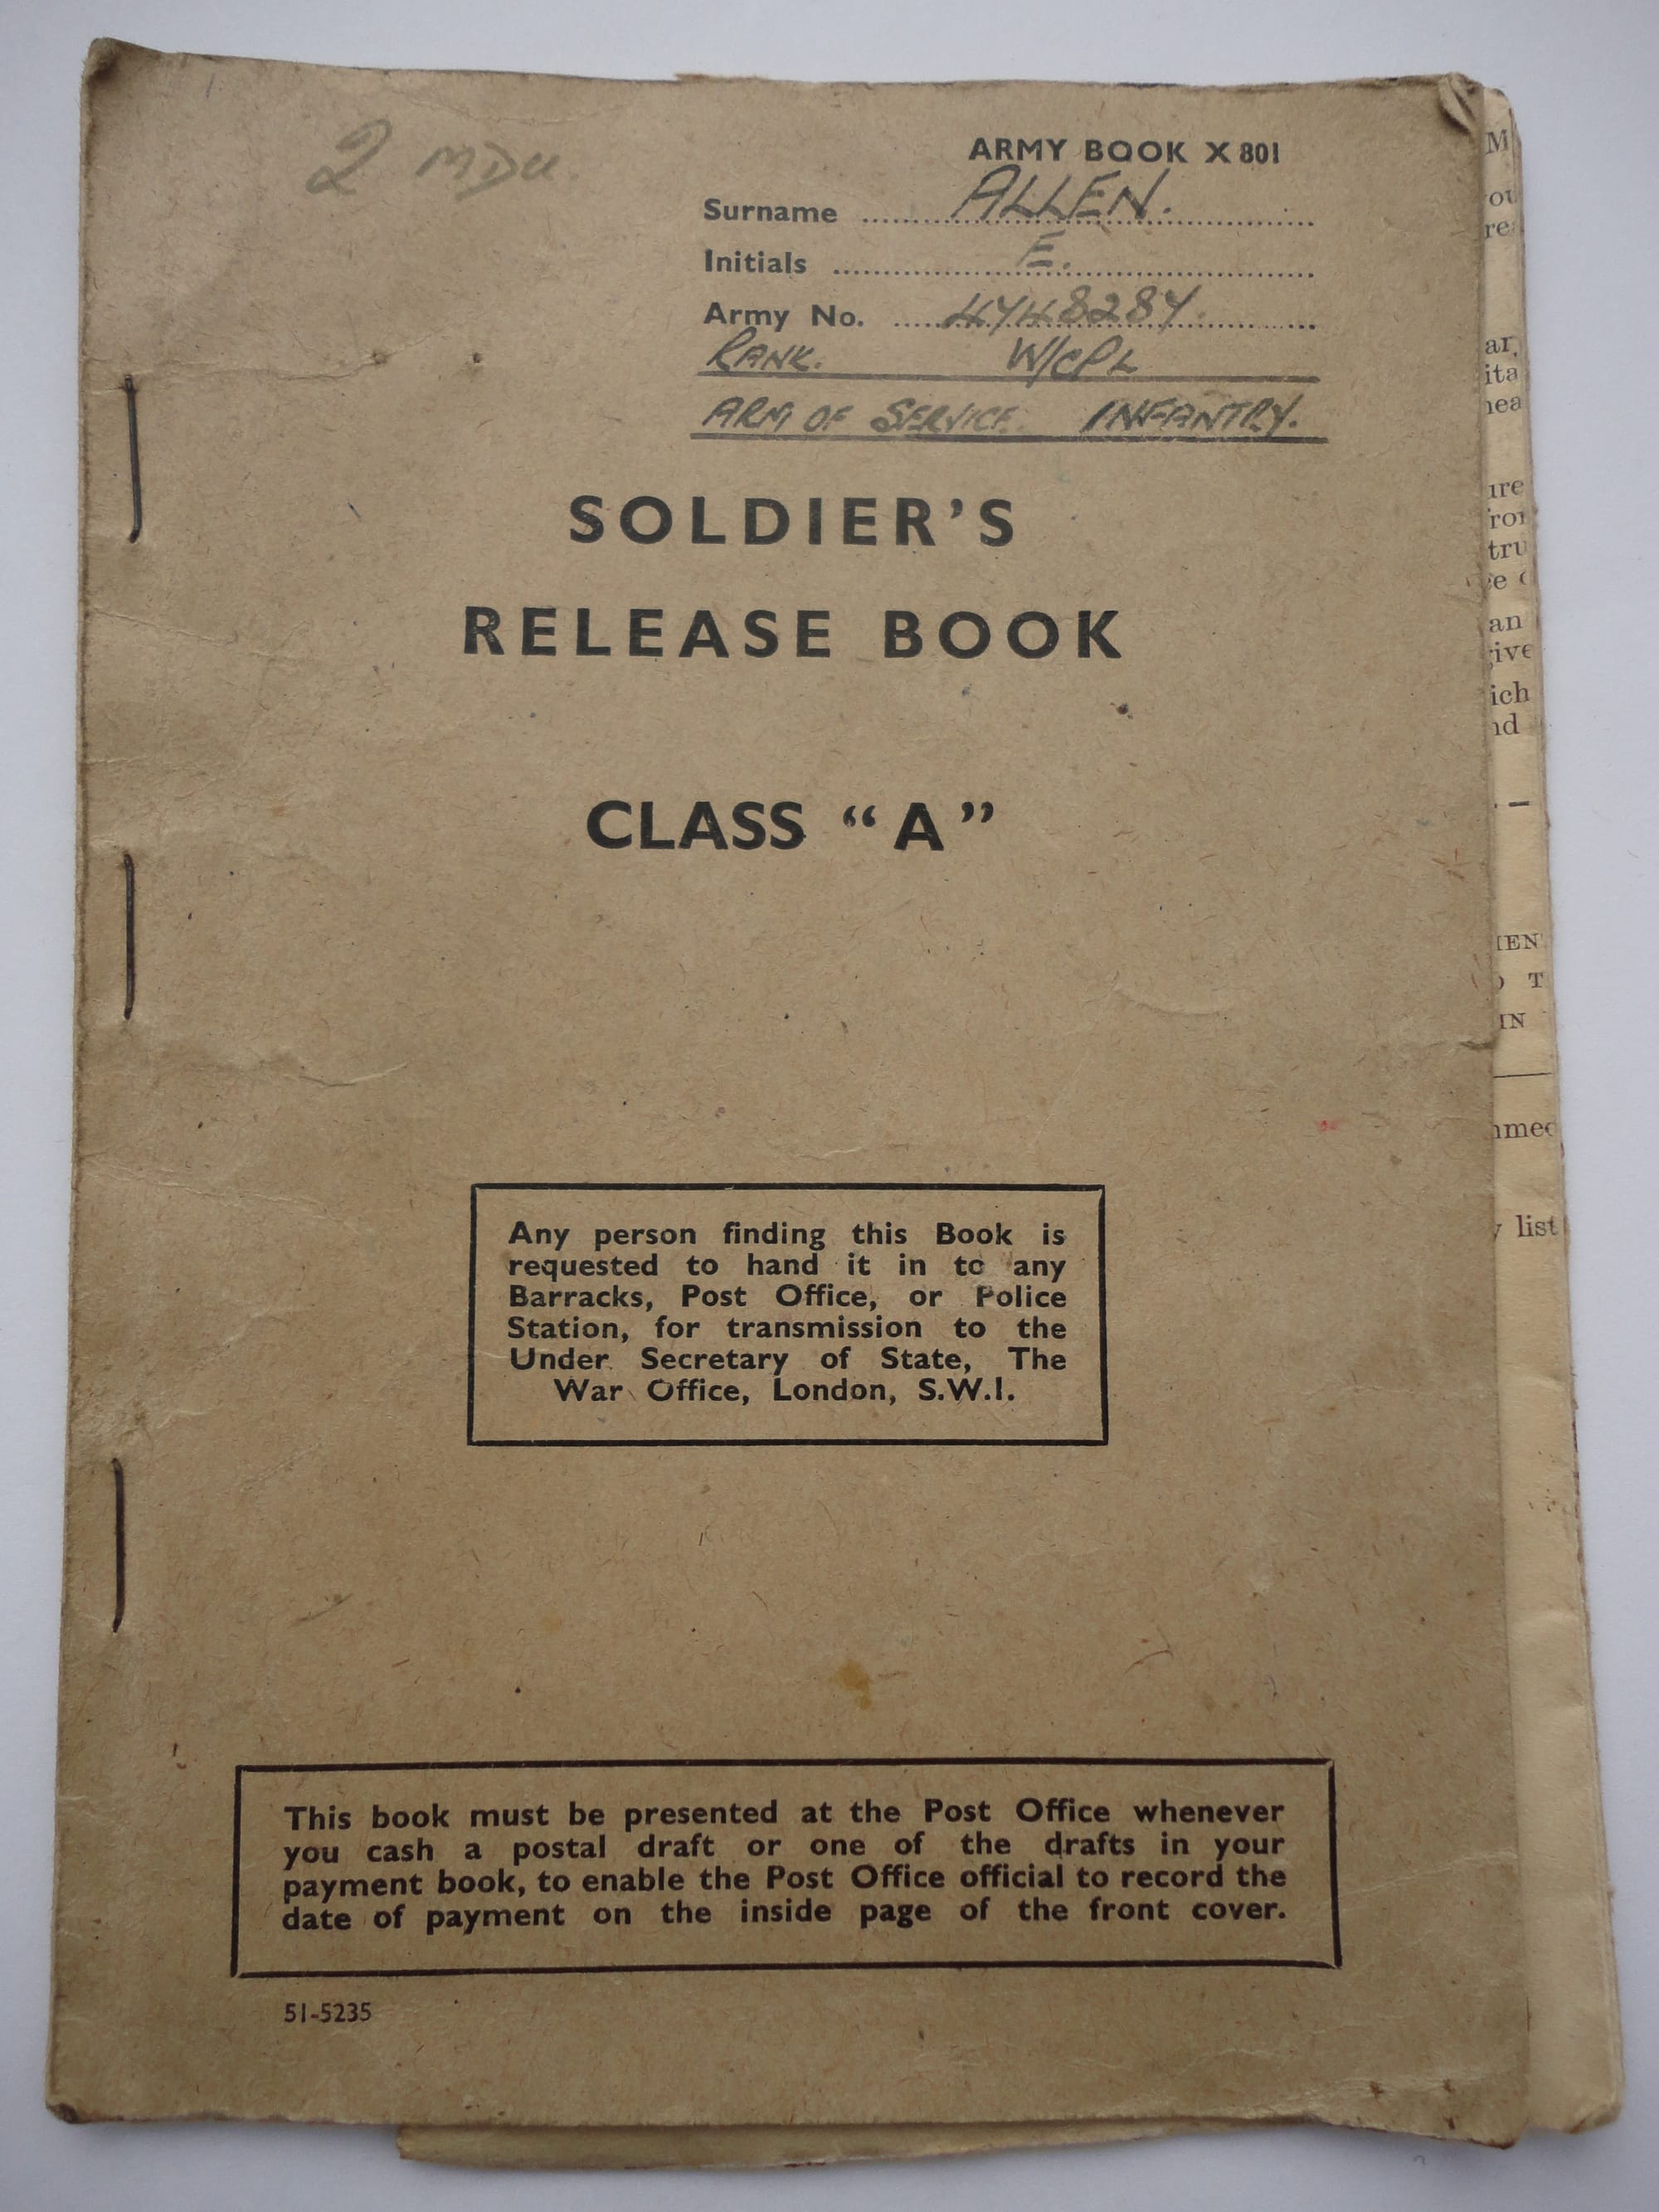 2 MDU.
ARMY BOOK X 801
Surname ALLEN.
Initials E.
Army No.
RANK. W/CPL
ARM OF SERVICE. INFANTRY.
SOLDIER'S
RELEASE BOOK
CLASS "A"
Any person finding this Book is
requested to hand it in to any
Barracks, Post Office, or Police
Station, for transmission to the
Under Secretary of State, The
War Office, London, S.W.1.
This book must be presented at the Post Office whenever
you cash a postal draft or one of the drafts in your
payment book, to enable the Post Office official to record the
date of payment on the inside page of the front cover.
51-5235
list